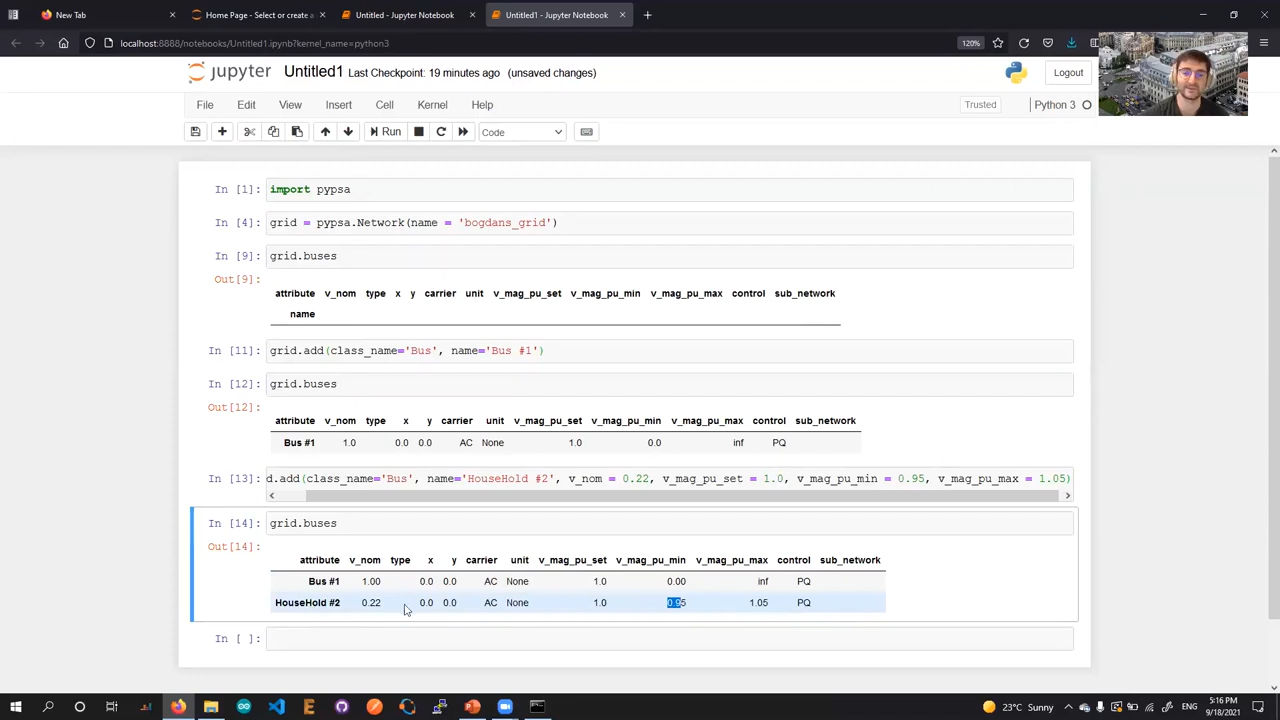 New Tab
Home Page - Select or create a
Untitled - Jupyter Notebook
Untitled1 - Jupyter Notebook
localhost:8888/notebooks/Untitled1.ipynb?kernel_name=python3
120%
jupyter Untitled1 Last Checkpoint: 19 minutes ago (unsaved changes)
Logout
File Edit View Insert Cell Kernel Help
Trusted
Python 3
Run
Code
In [1]: import pypsa
In [4]: grid = pypsa.Network(name = 'bogdans_grid')
In [9]: grid.buses
Out[9]:
attribute v_nom type x y carrier unit v_mag_pu_set v_mag_pu_min v_mag_pu_max control sub_network
name
In [11]: grid.add(class_name='Bus', name='Bus #1')
In [12]: grid.buses
Out[12]:
attribute v_nom type x y carrier unit v_mag_pu_set v_mag_pu_min v_mag_pu_max control sub_network
Bus #1 1.0 0.0 0.0 AC None 1.0 0.0 inf PQ
In [13]: d.add(class_name='Bus', name='HouseHold #2', v_nom = 0.22, v_mag_pu_set = 1.0, v_mag_pu_min = 0.95, v_mag_pu_max = 1.05)
In [14]: grid.buses
Out[14]:
attribute v_nom type x y carrier unit v_mag_pu_set v_mag_pu_min v_mag_pu_max control sub_network
Bus #1 1.00 0.0 0.0 AC None 1.0 0.00 inf PQ
HouseHold #2 0.22 0.0 0.0 AC None 1.0 0.95 1.05 PQ
In [ ]:
23°C Sunny
ENG
5:16 PM
9/18/2021